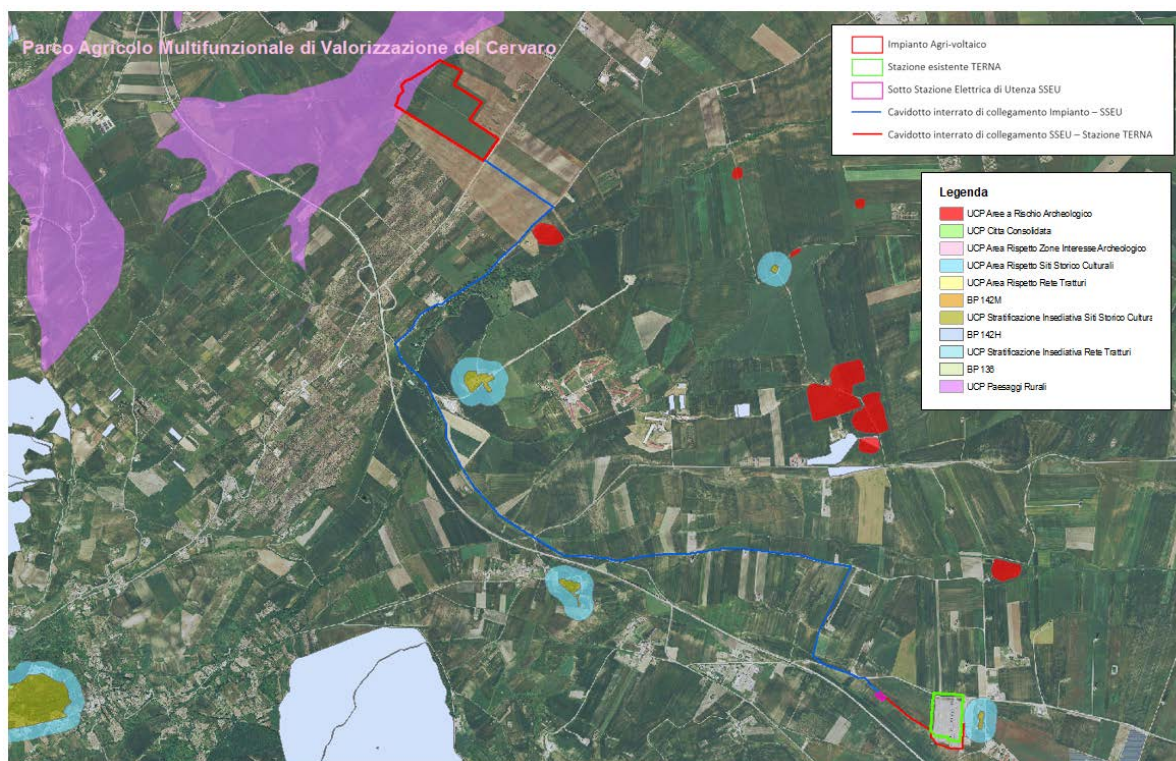 Parco Agricolo Multifunzionale di Valorizzazione del Cervaro
Impianto Agri-voltaico
Stazione esistente TERNA
Sotto Stazione Elettrica di Utenza SSEU
Cavidotto interrato di collegamento Impianto – SSEU
Cavidotto interrato di collegamento SSEU – Stazione TERNA
Legenda
UCP Aree a Rischio Archeologico
UCP Citta Consolidata
UCP Area Rispetto Zone Interesse Archeologico
UCP Area Rispetto Siti Storico Culturali
UCP Area Rispetto Rete Tratturi
BP 142M
UCP Stratificazione Insediativa Siti Storico Cultura
BP 142H
UCP Stratificazione Insediativa Rete Tratturi
BP 136
UCP Paesaggi Rurali